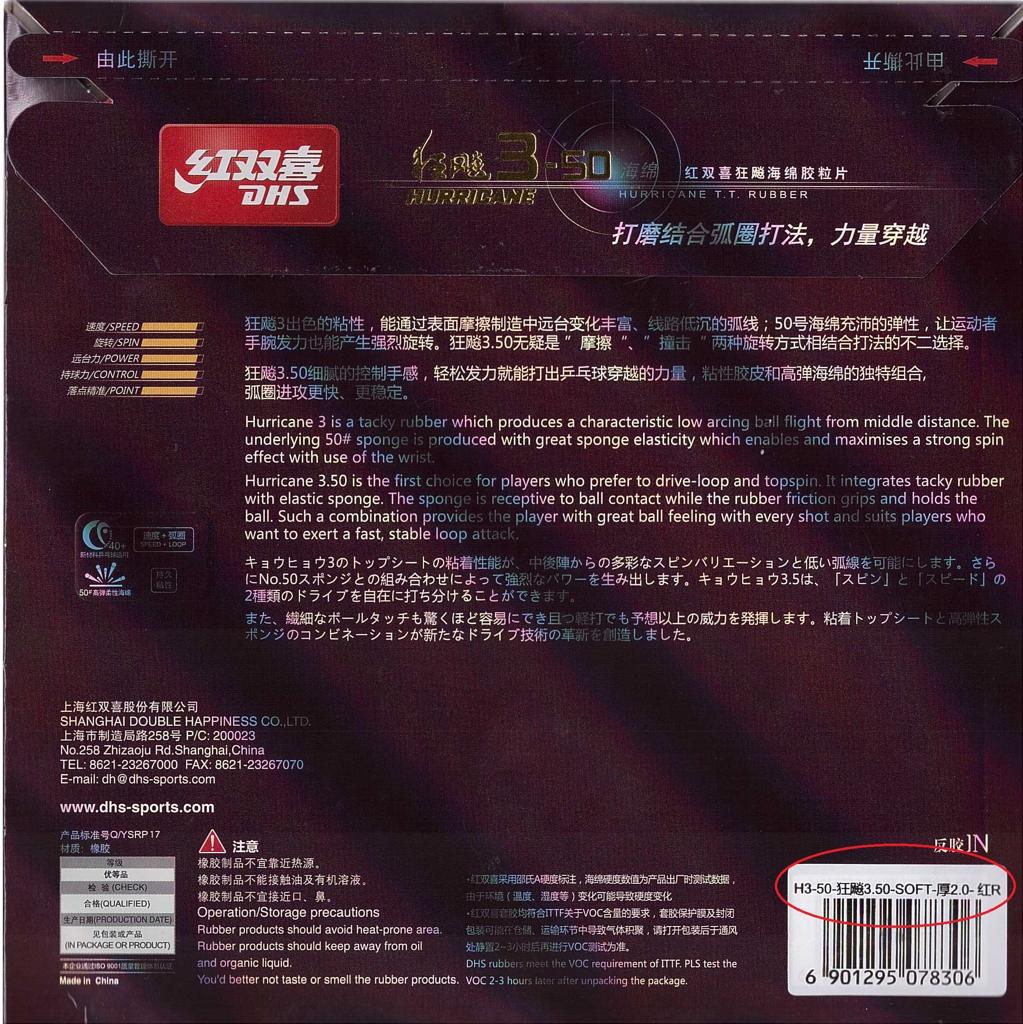 由此撕开
由此撕开
红双喜
DHS
狂飚3-50海绵
HURRICANE
红双喜狂飚海绵胶粒片
HURRICANE T.T. RUBBER
打磨结合弧圈打法，力量穿越
速度/SPEED
旋转/SPIN
远台力/POWER
持球力/CONTROL
落点精准/POINT
狂飚3出色的粘性，能通过表面摩擦制造中远台变化丰富、线路低沉的弧线；50号海绵充沛的弹性，让运动者
手腕发力也能产生强烈旋转。狂飚3.50无疑是＂摩擦＂、＂撞击＂两种旋转方式相结合打法的不二选择。
狂飚3.50细腻的控制手感，轻松发力就能打出乒乓球穿越的力量，粘性胶皮和高弹海绵的独特组合，
弧圈进攻更快、更稳定。
Hurricane 3 is a tacky rubber which produces a characteristic low arcing ball flight from middle distance. The
underlying 50# sponge is produced with great sponge elasticity which enables and maximises a strong spin
effect with use of the wrist.
Hurricane 3.50 is the first choice for players who prefer to drive-loop and topspin. It integrates tacky rubber
with elastic sponge. The sponge is receptive to ball contact while the rubber friction grips and holds the
ball. Such a combination provides the player with great ball feeling with every shot and suits players who
want to exert a fast, stable loop attack.
キョウヒョウ3のトップシートの粘着性能が、中後陣からの多彩なスピンバリエーションと低い弧線を可能にします。さら
にNo.50スポンジとの組み合わせによって強烈なパワーを生み出します。キョウヒョウ3.5は、「スピン」と「スピード」の
2種類のドライブを自在に打ち分けることができます。
また、繊細なボールタッチも驚くほど容易にでき且つ軽打でも予想以上の威力を発揮します。粘着トップシートと高弾性ス
ポンジのコンビネーションが新たなドライブ技術の革新を創造しました。
40+
新材料乒乓球适用
速度+弧圈
SPEED + LOOP
50#高弹柔性海绵
持久
粘性
上海红双喜股份有限公司
SHANGHAI DOUBLE HAPPINESS CO.,LTD.
上海市制造局路258号 P/C: 200023
No.258 Zhizaoju Rd.Shanghai,China
TEL: 8621-23267000 FAX: 8621-23267070
E-mail: dh@dhs-sports.com
www.dhs-sports.com
产品标准号Q/YSRP 17
材质：橡胶
等级
优等品
检 验 (CHECK)
合格(QUALIFIED)
生产日期(PRODUCTION DATE)
见包装或产品
(IN PACKAGE OR PRODUCT)
本企业通过ISO 9001质量管理体系认证
Made in China
注意
橡胶制品不宜靠近热源。
橡胶制品不能接触油及有机溶液。
橡胶制品不宜接近口、鼻。
Operation/Storage precautions
Rubber products should avoid heat-prone area.
Rubber products should keep away from oil
and organic liquid.
You'd better not taste or smell the rubber products.
·红双喜采用邵氏A硬度标主，海绵硬度数值为产品出厂时测试数据，
由于环境（温度、湿度等）变化可能导致硬度变化
·红双喜套胶均符合ITTF关于VOC含量的要求，套胶保护膜及封闭
包装可能在仓储、运输环节中导致气体积聚，请打开包装后于通风
处静置2~3小时后再进行VOC测试为准。
DHS rubbers meet the VOC requirement of ITTF. PLS test the
VOC 2-3 hours later after unpacking the package.
反胶IN
H3-50-狂飚3.50-SOFT-厚2.0- 红R
6 901295 078306